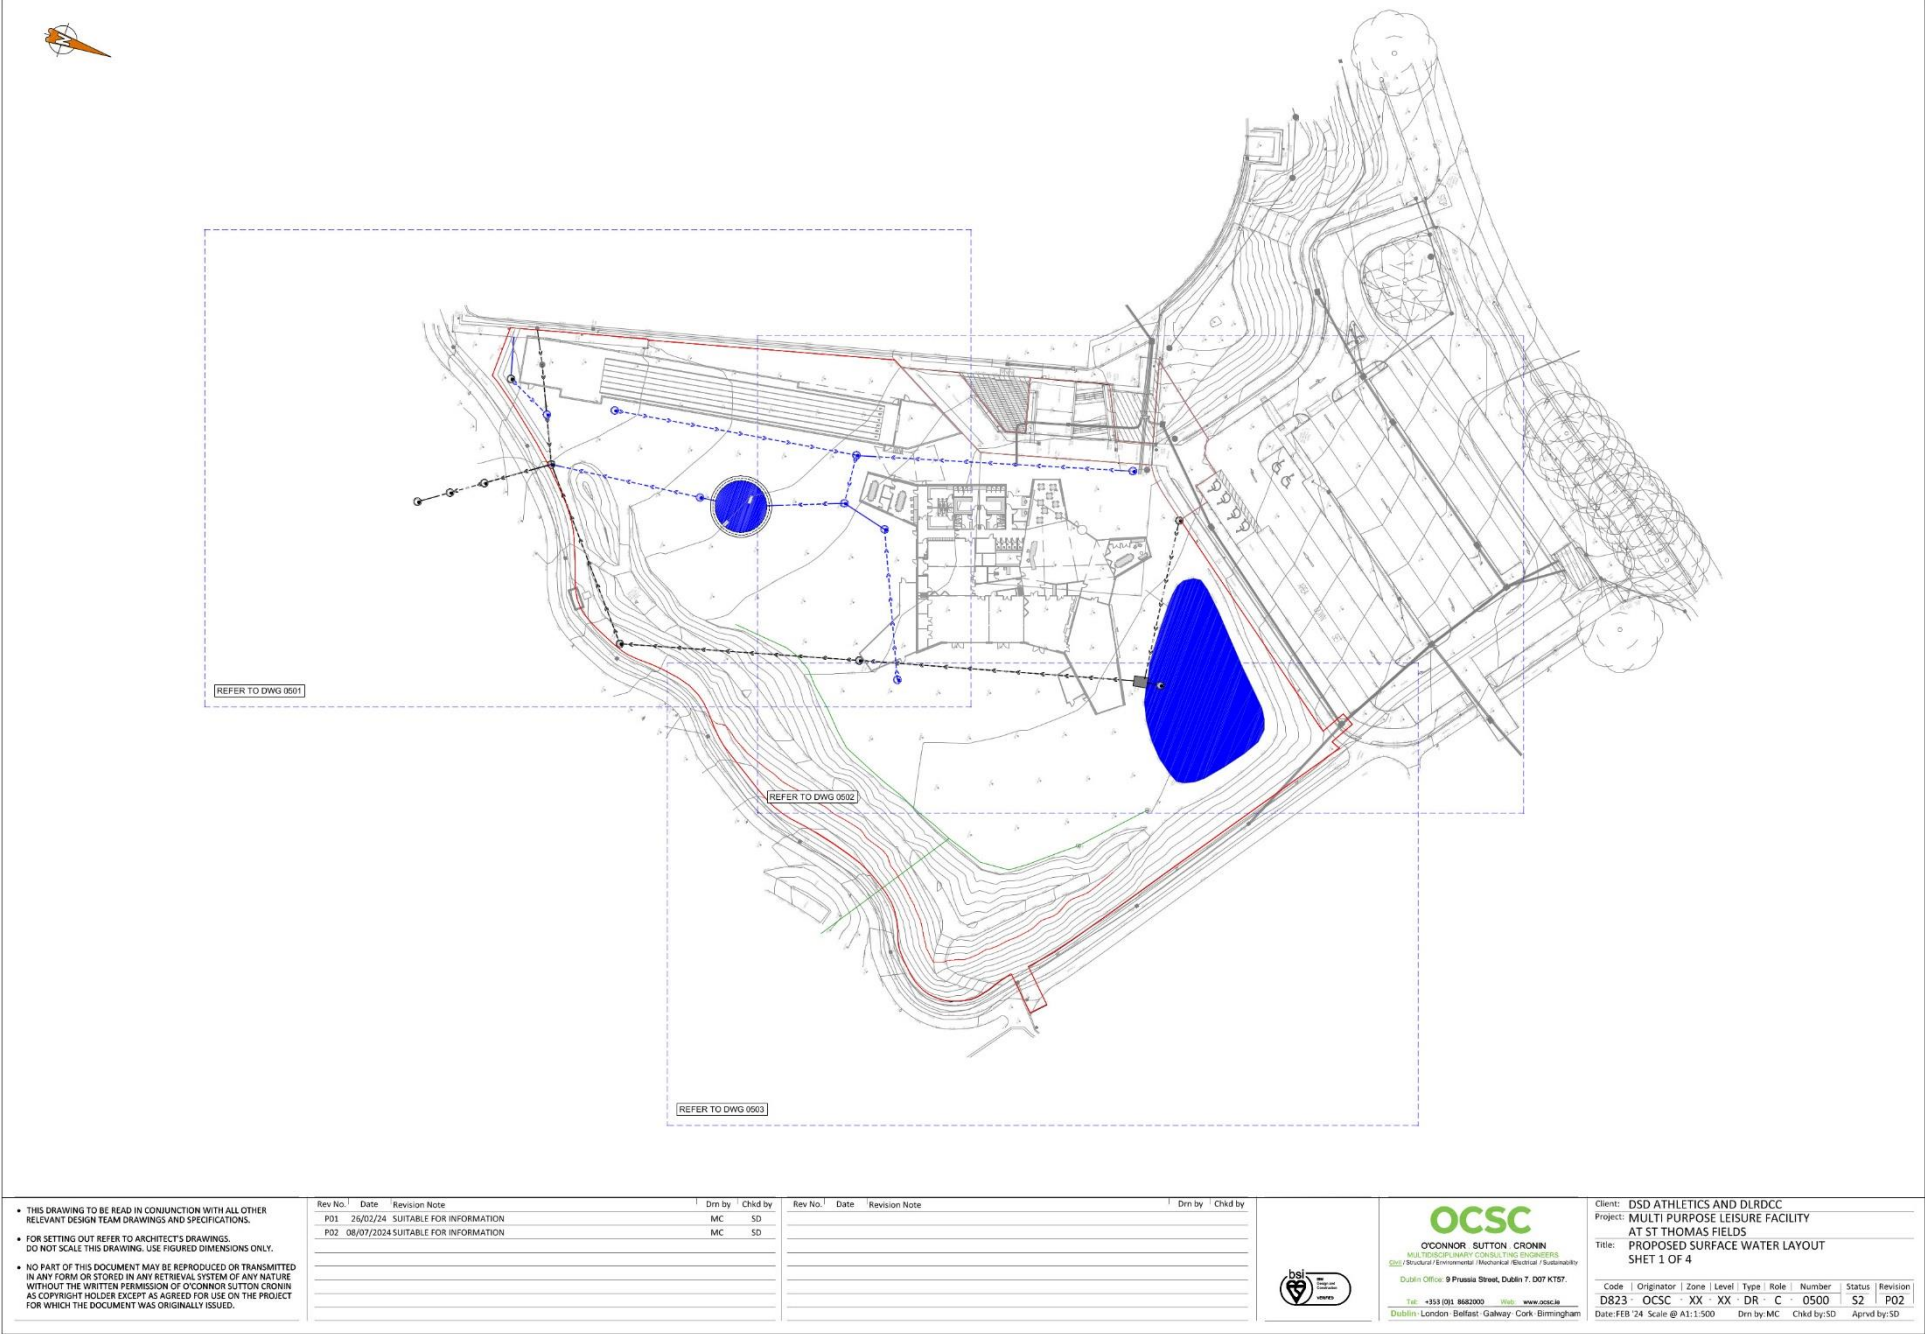 N
REFER TO DWG 0501
REFER TO DWG 0502
REFER TO DWG 0503
• THIS DRAWING TO BE READ IN CONJUNCTION WITH ALL OTHER
RELEVANT DESIGN TEAM DRAWINGS AND SPECIFICATIONS.
• FOR SETTING OUT REFER TO ARCHITECT'S DRAWINGS.
DO NOT SCALE THIS DRAWING. USE FIGURED DIMENSIONS ONLY.
• NO PART OF THIS DOCUMENT MAY BE REPRODUCED OR TRANSMITTED
IN ANY FORM OR STORED IN ANY RETRIEVAL SYSTEM OF ANY NATURE
WITHOUT THE WRITTEN PERMISSION OF O'CONNOR SUTTON CRONIN
AS COPYRIGHT HOLDER EXCEPT AS AGREED FOR USE ON THE PROJECT
FOR WHICH THE DOCUMENT WAS ORIGINALLY ISSUED.
Rev No. Date Revision Note Drn by Chkd by
P01 26/02/24 SUITABLE FOR INFORMATION MC SD
P02 08/07/2024 SUITABLE FOR INFORMATION MC SD
Rev No. Date Revision Note Drn by Chkd by
bsi
VERIFIED
OCSC
O'CONNOR SUTTON CRONIN
MULTIDISCIPLINARY CONSULTING ENGINEERS
Civil / Structural / Environmental / Mechanical / Electrical / Sustainability
Dublin Office: 9 Prussia Street, Dublin 7. D07 KT57.
Tel: +353 (0)1 8682000 Web: www.ocsc.ie
Dublin · London · Belfast · Galway · Cork · Birmingham
Client: DSD ATHLETICS AND DLRDCC
Project: MULTI PURPOSE LEISURE FACILITY
AT ST THOMAS FIELDS
Title: PROPOSED SURFACE WATER LAYOUT
SHET 1 OF 4
Code | Originator | Zone | Level | Type | Role | Number | Status | Revision
D823 · OCSC · XX · XX · DR · C · 0500 S2 P02
Date:FEB '24 Scale @ A1:1:500 Drn by:MC Chkd by:SD Aprvd by:SD